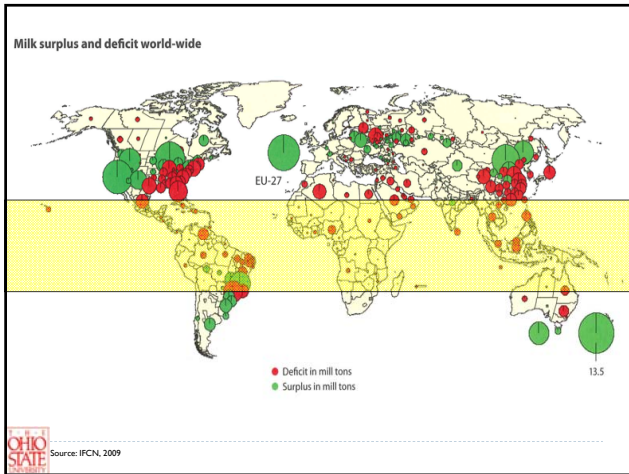 Milk surplus and deficit world-wide
EU-27
Deficit in mill tons
Surplus in mill tons
13.5
T · H · E
OHIO
STATE
UNIVERSITY
Source: IFCN, 2009